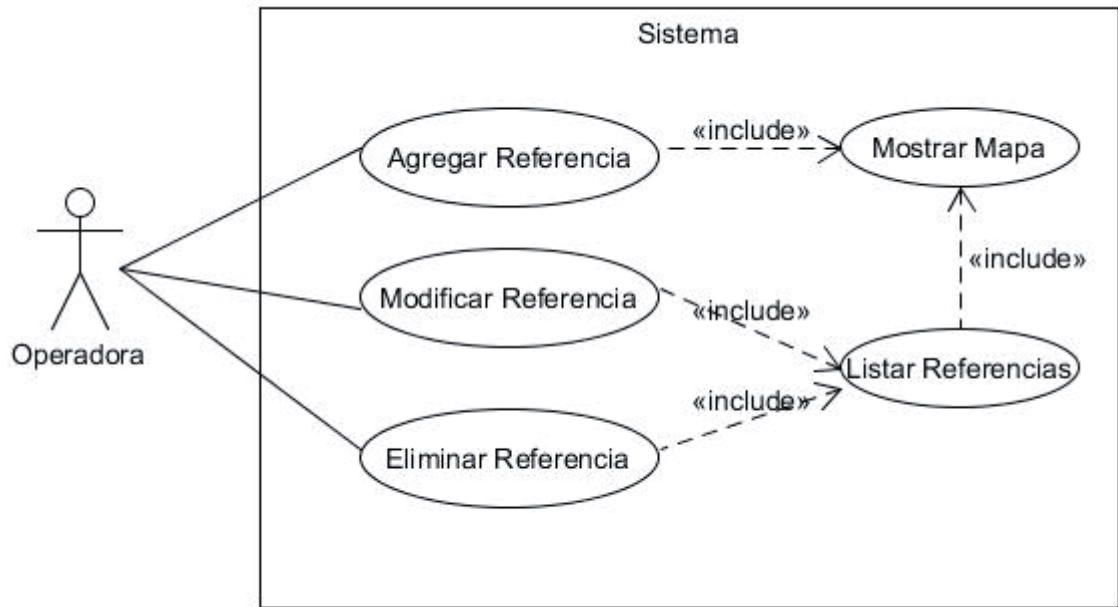 Sistema
Agregar Referencia
«include»
Mostrar Mapa
Operadora
Modificar Referencia
«include»
«include»
Listar Referencias
«include»
Eliminar Referencia